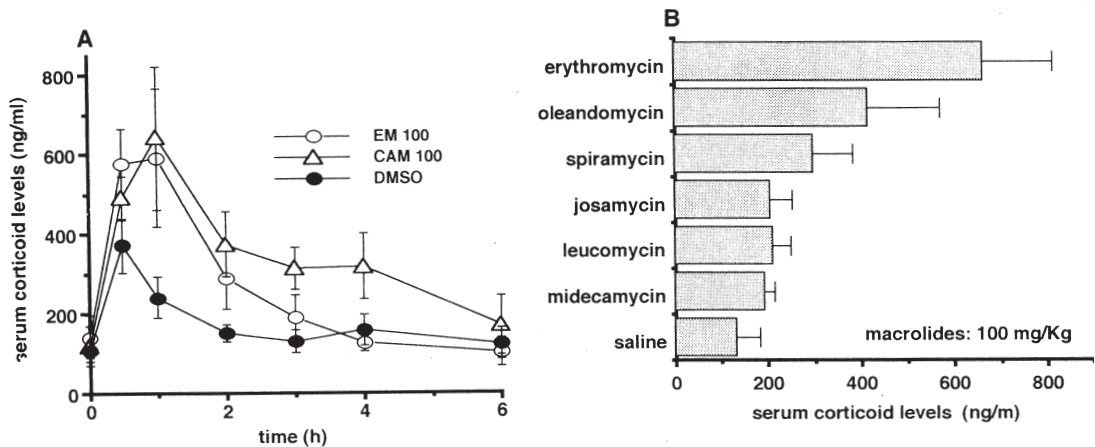 A
800
600
400
200
0
serum corticoid levels (ng/ml)
EM 100
CAM 100
DMSO
0 1 2 3 4 6
time (h)
B
erythromycin
oleandomycin
spiramycin
josamycin
leucomycin
midecamycin
saline
macrolides: 100 mg/Kg
0 200 400 600 800
serum corticoid levels (ng/m)